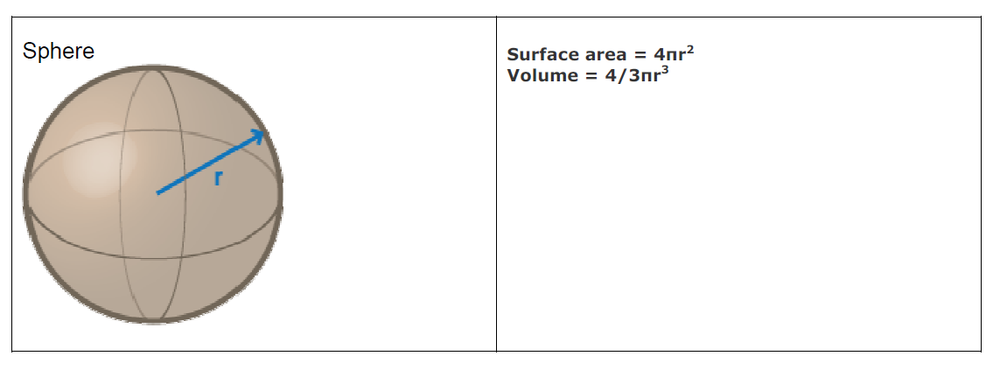 Sphere
r
Surface area = 4πr²
Volume = 4/3πr³